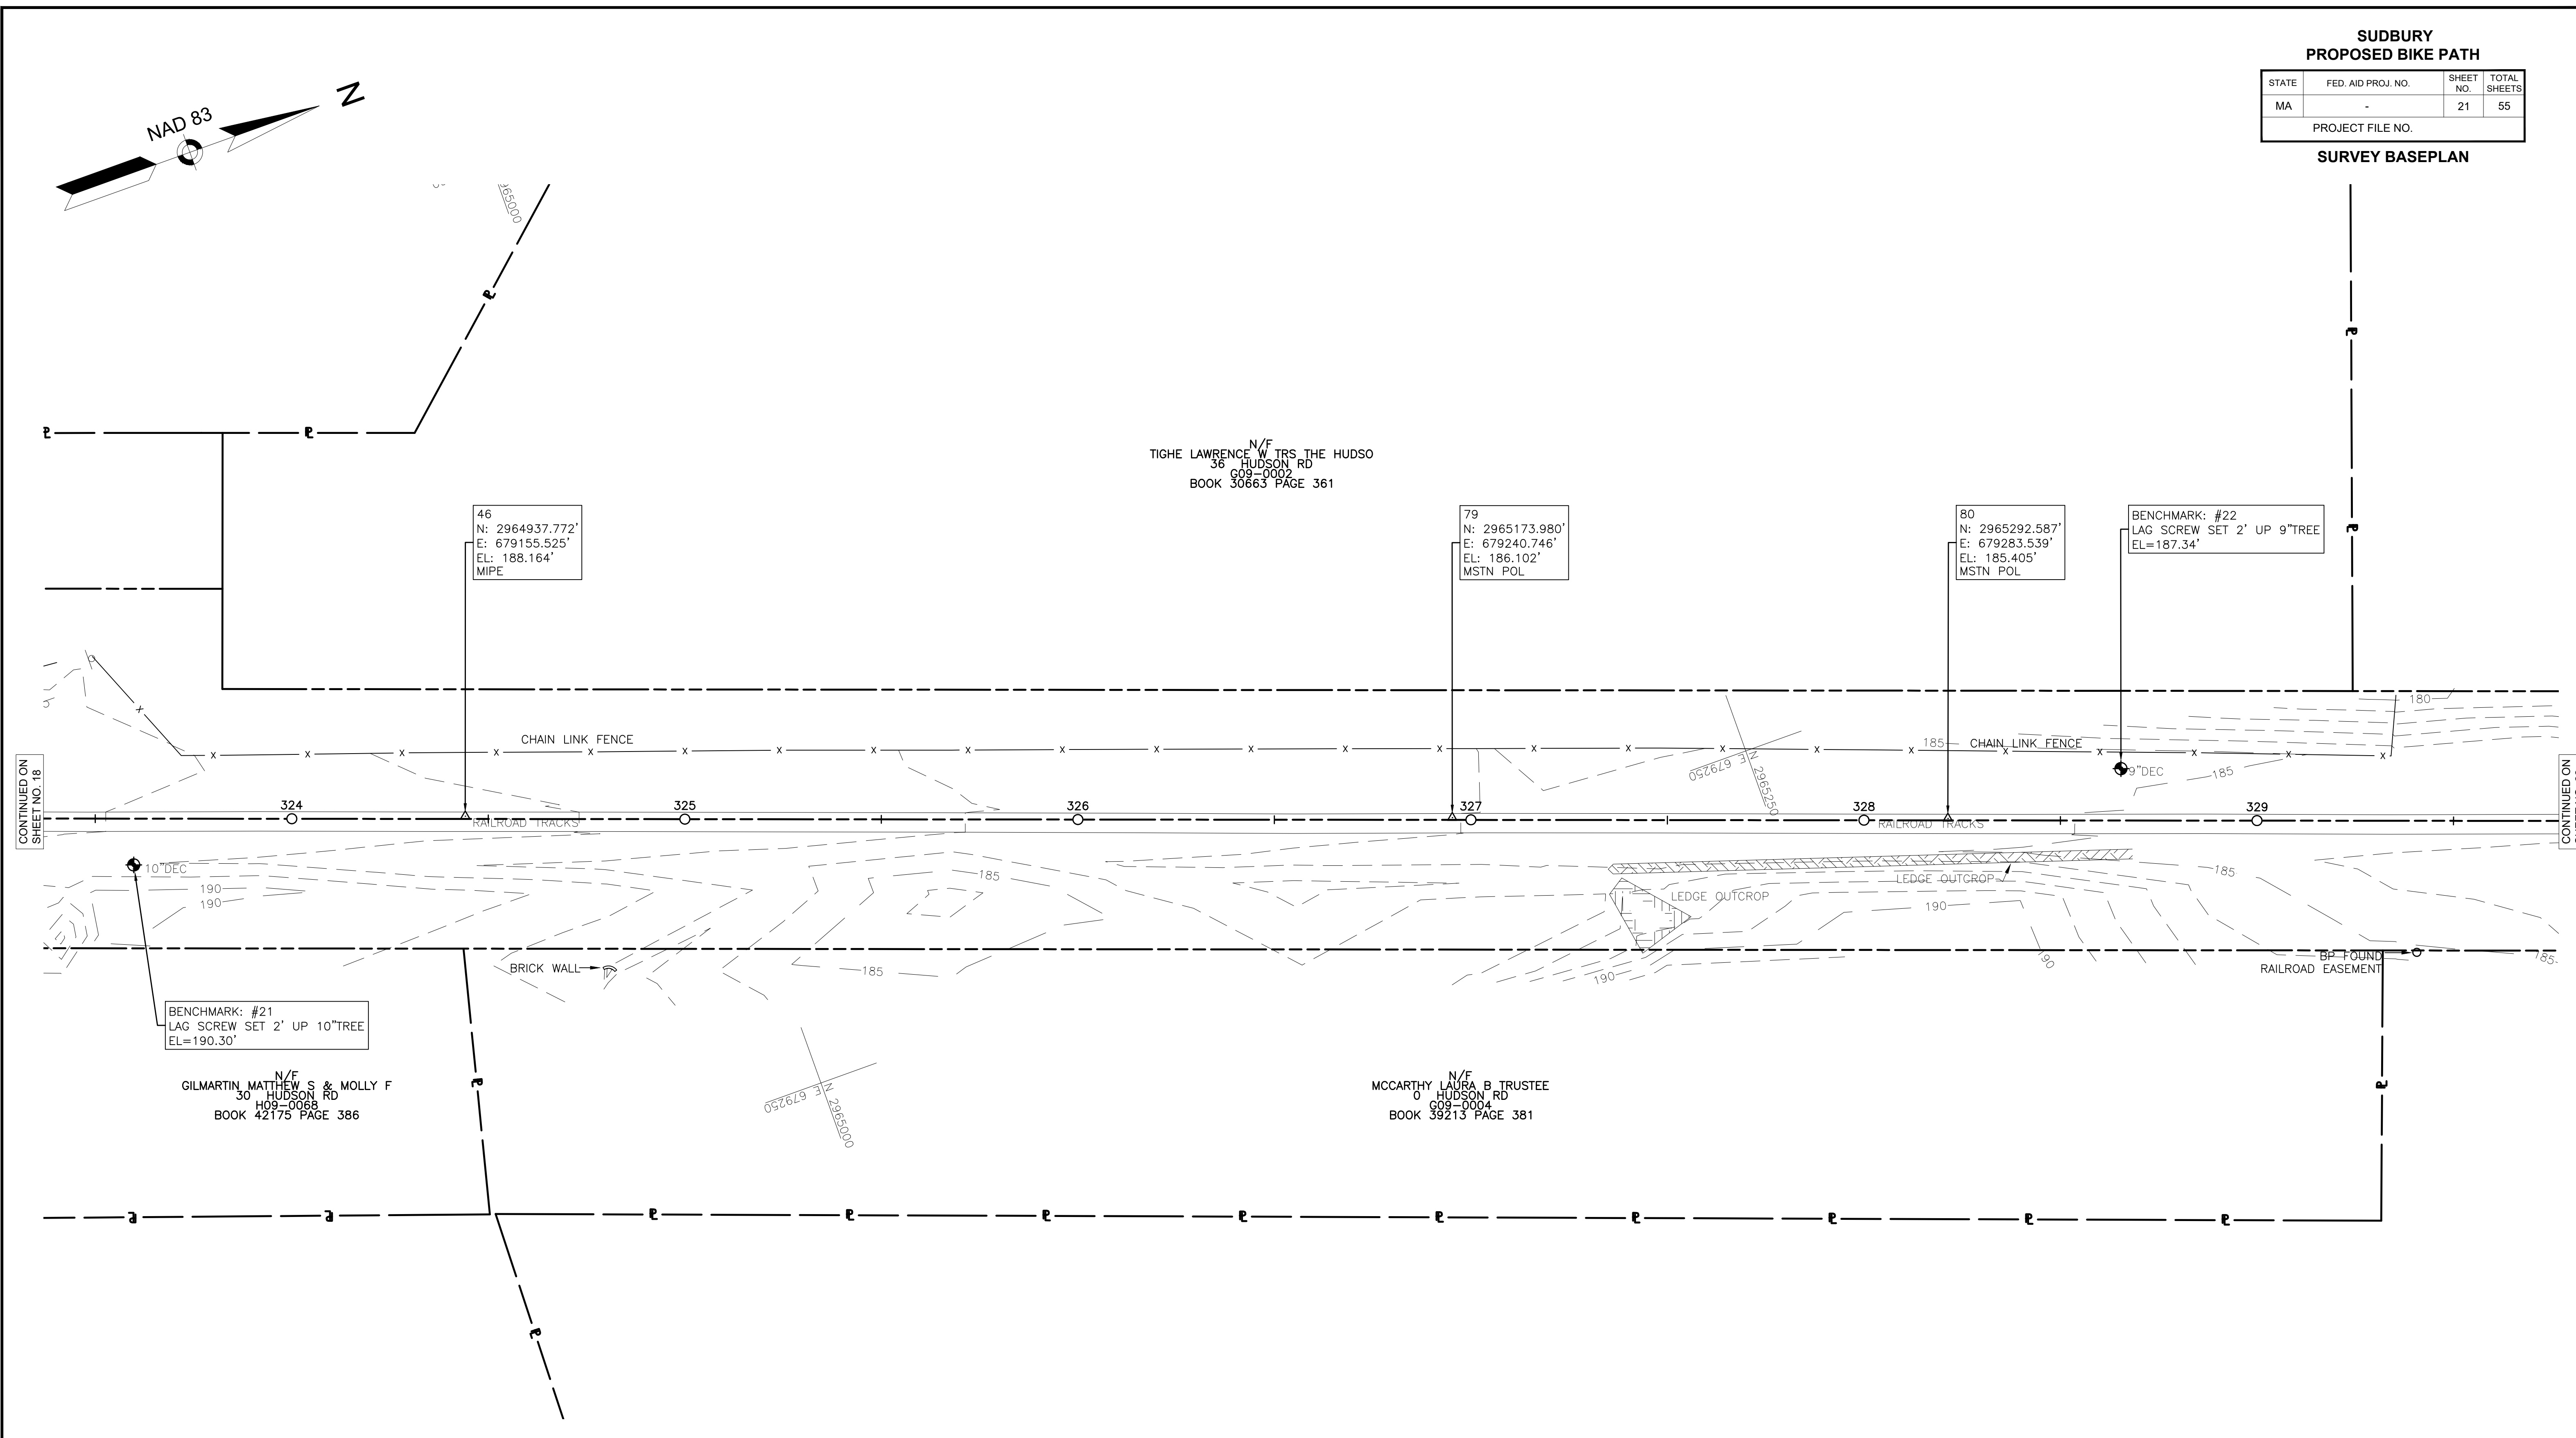 SUDBURY
PROPOSED BIKE PATH
STATE
FED. AID PROJ. NO.
SHEET NO.
TOTAL SHEETS
MA
-
21
55
PROJECT FILE NO.
SURVEY BASEPLAN
NAD 83
N
965000
N/F
TIGHE LAWRENCE W TRS THE HUDSO
36 HUDSON RD
G09-0002
BOOK 30663 PAGE 361
46
N: 2964937.772'
E: 679155.525'
EL: 188.164'
MIPE
79
N: 2965173.980'
E: 679240.746'
EL: 186.102'
MSTN POL
80
N: 2965292.587'
E: 679283.539'
EL: 185.405'
MSTN POL
BENCHMARK: #22
LAG SCREW SET 2' UP 9"TREE
EL=187.34'
180
CHAIN LINK FENCE
185
CHAIN LINK FENCE
E 679250
N 2965250
9"DEC
185
CONTINUED ON
SHEET NO. 18
CONTINUED ON
324
325
326
327
328
329
RAILROAD TRACKS
RAILROAD TRACKS
10"DEC
190
190
185
LEDGE OUTCROP
LEDGE OUTCROP
190
185
BRICK WALL
185
190
190
BP FOUND
RAILROAD EASEMENT
185
BENCHMARK: #21
LAG SCREW SET 2' UP 10"TREE
EL=190.30'
N/F
GILMARTIN MATTHEW S & MOLLY F
30 HUDSON RD
H09-0068
BOOK 42175 PAGE 386
E 679250
N 2965000
N/F
MCCARTHY LAURA B TRUSTEE
0 HUDSON RD
G09-0004
BOOK 39213 PAGE 381